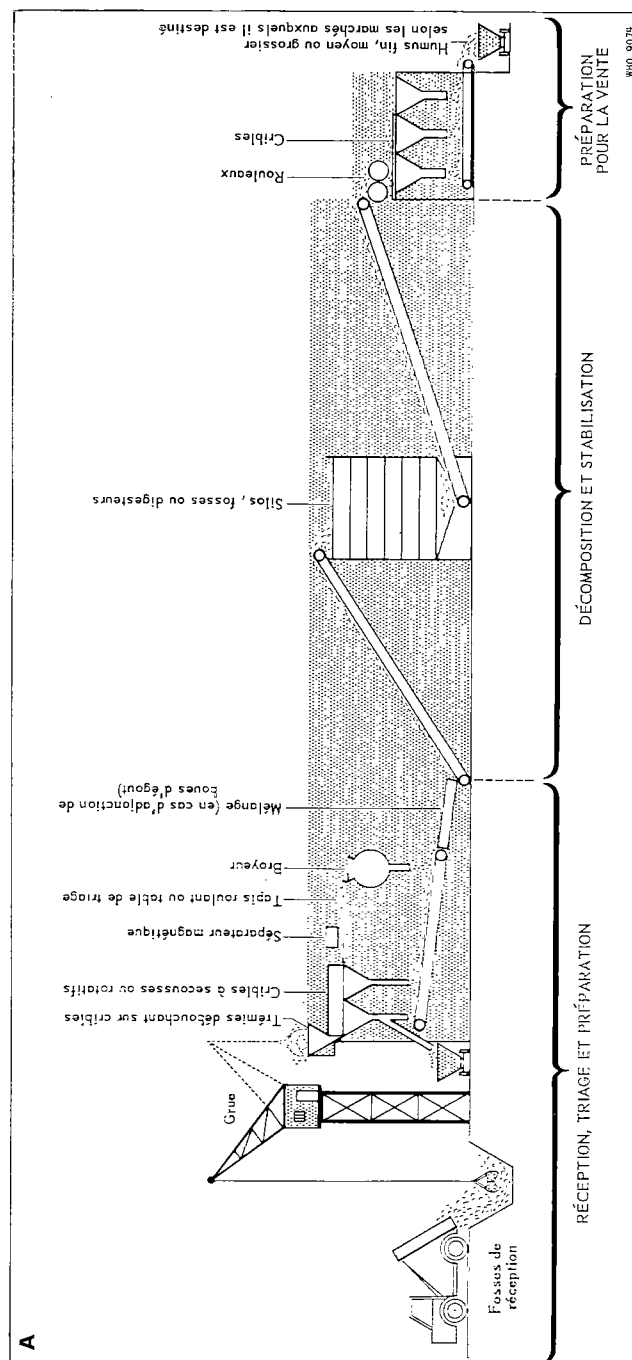 A
Grue
Fosses de
réception
Trémies débouchant sur cribles
Cribles à secousses ou rotatifs
Séparateur magnétique
Tapis roulant ou table de triage
Broyeur
Mélange (en cas d'adjonction de
boues d'égout)
Silos, fosses ou digesteurs
Rouleaux
Cribles
Humus fin, moyen ou grossier
selon les marchés auxquels il est destiné
RÉCEPTION, TRIAGE ET PRÉPARATION
DÉCOMPOSITION ET STABILISATION
PRÉPARATION
POUR LA VENTE
WHO 9074